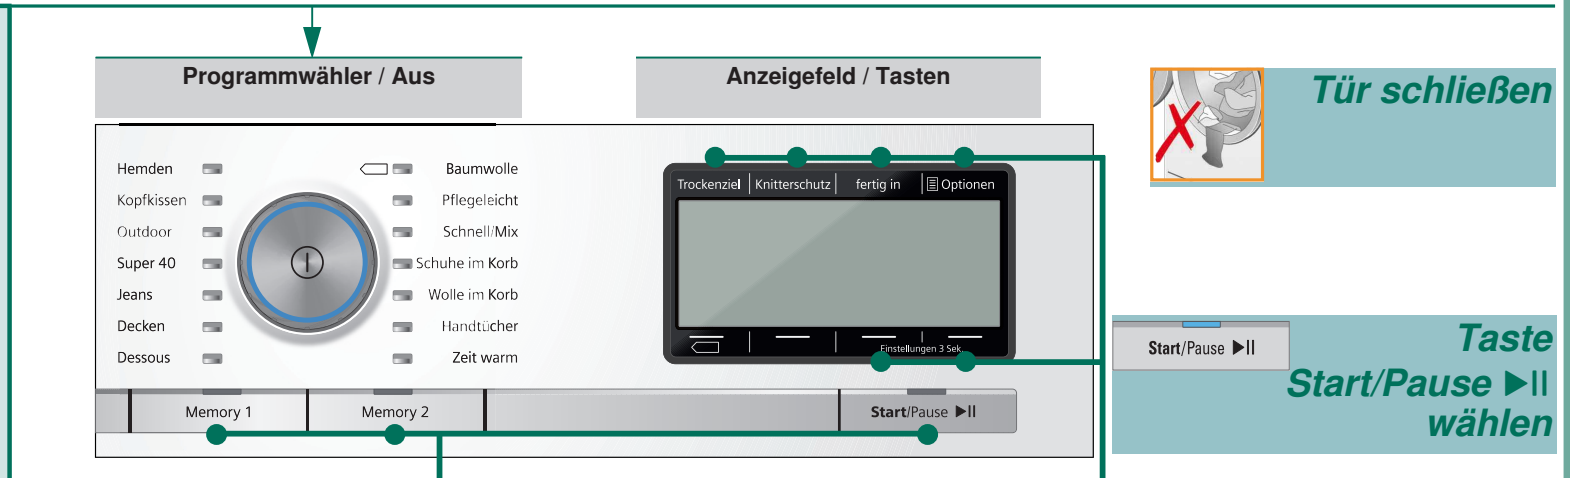 Programmwähler / Aus
Anzeigefeld / Tasten
Tür schließen
Hemden
Kopfkissen
Outdoor
Super 40
Jeans
Decken
Dessous
Baumwolle
Pflegeleicht
Schnell/Mix
Schuhe im Korb
Wolle im Korb
Handtücher
Zeit warm
Trockenziel
Knitterschutz
fertig in
Optionen
Einstellungen 3 Sek.
Memory 1
Memory 2
Start/Pause ▶II
Start/Pause ▶II
Taste
Start/Pause ▶II
wählen